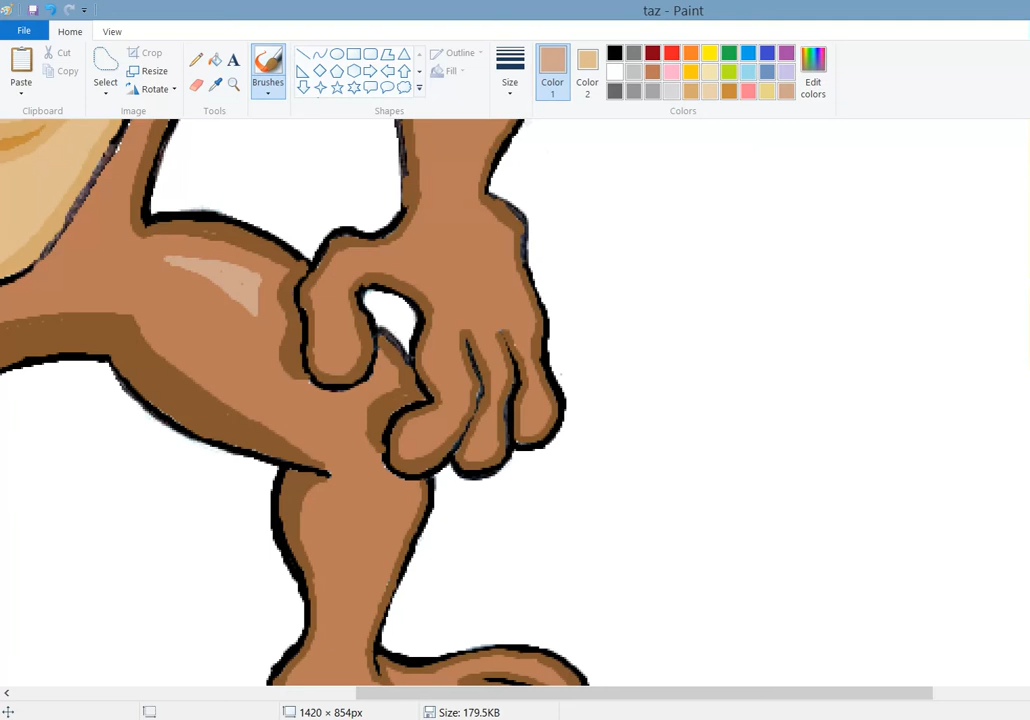 taz - Paint
File Home View
Paste Cut Copy
Clipboard
Select Crop Resize Rotate
Image
Tools
Brushes
Outline Fill
Shapes
Size
Color 1
Color 2
Edit colors
Colors
1420 × 854px Size: 179.5KB